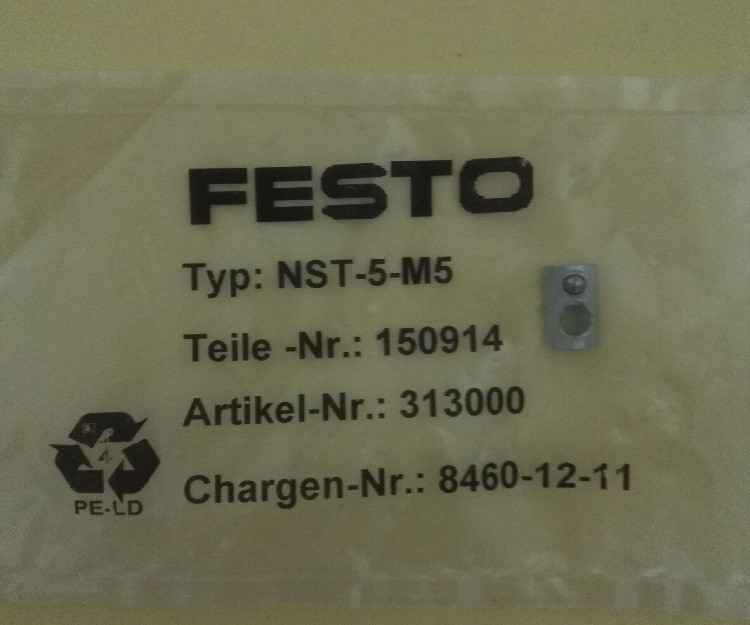 FESTO
Typ: NST-5-M5
Teile -Nr.: 150914
Artikel-Nr.: 313000
4
PE-LD
Chargen-Nr.: 8460-12-11